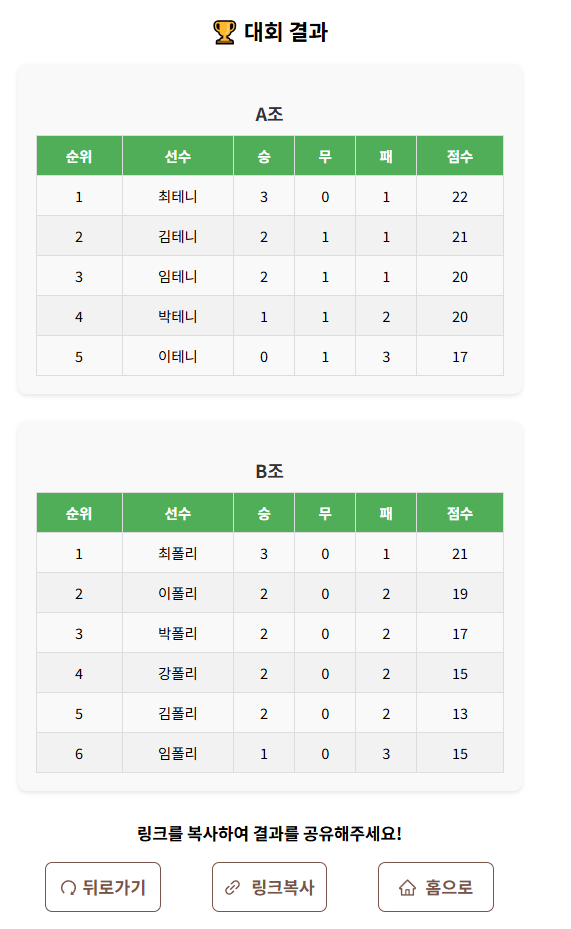 🏆 대회 결과
A조
순위 선수 승 무 패 점수
1 최테니 3 0 1 22
2 김테니 2 1 1 21
3 임테니 2 1 1 20
4 박테니 1 1 2 20
5 이테니 0 1 3 17
B조
순위 선수 승 무 패 점수
1 최폴리 3 0 1 21
2 이폴리 2 0 2 19
3 박폴리 2 0 2 17
4 강폴리 2 0 2 15
5 김폴리 2 0 2 13
6 임폴리 1 0 3 15
링크를 복사하여 결과를 공유해주세요!
뒤로가기 링크복사 홈으로